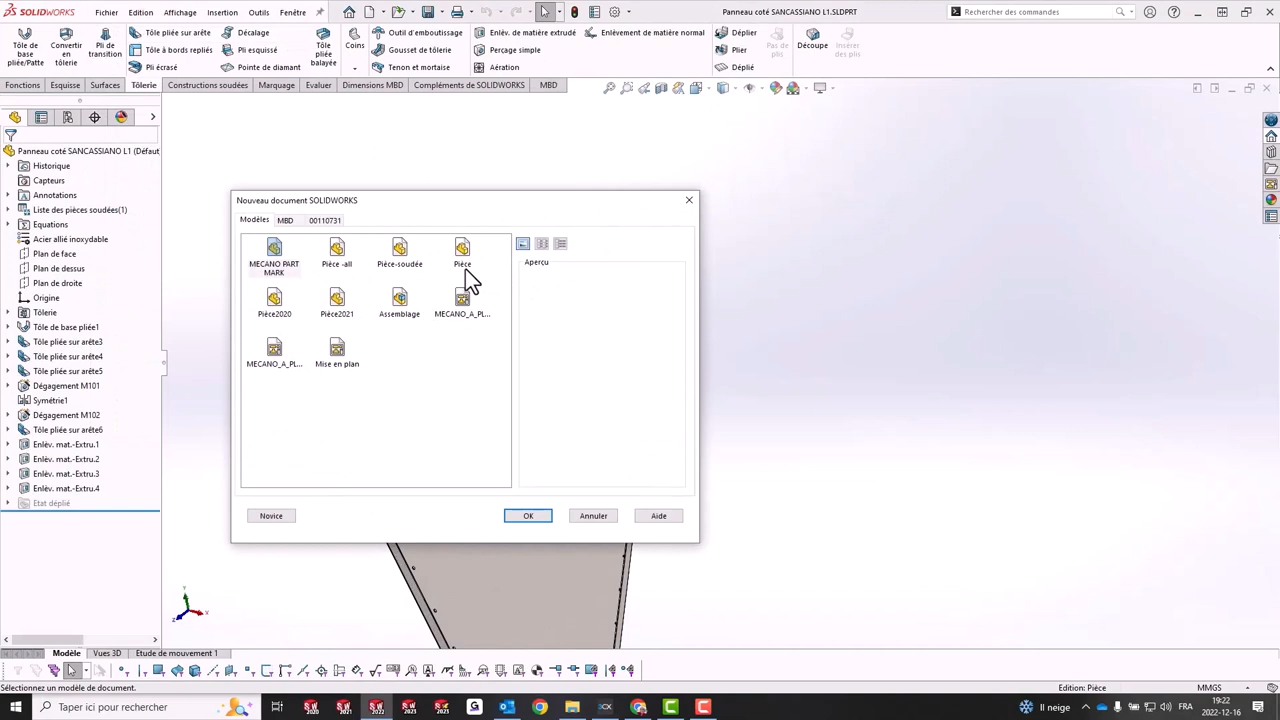 SOLIDWORKS
Fichier Edition Affichage Insertion Outils Fenêtre
Panneau coté SANCASSIANO L1.SLDPRT
Rechercher des commandes
Tôle de base pliée/Patte
Convertir en tôlerie
Pli de transition
Tôle pliée sur arête
Tôle à bords repliés
Pli écrasé
Décalage
Pli esquissé
Pointe de diamant
Tôle pliée balayée
Coins
Outil d'emboutissage
Gousset de tôlerie
Tenon et mortaise
Enlèv. de matière extrudé
Perçage simple
Aération
Enlèvement de matière normal
Déplier
Plier
Déplié
Pas de plis
Découpe
Insérer des plis
Fonctions Esquisse Surfaces Tôlerie Constructions soudées Marquage Evaluer Dimensions MBD Compléments de SOLIDWORKS MBD
Panneau coté SANCASSIANO L1 (Défaut
Historique
Capteurs
Annotations
Liste des pièces soudées(1)
Equations
Acier allié inoxydable
Plan de face
Plan de dessus
Plan de droite
Origine
Tôlerie
Tôle de base pliée1
Tôle pliée sur arête3
Tôle pliée sur arête4
Tôle pliée sur arête5
Dégagement M101
Symétrie1
Dégagement M102
Tôle pliée sur arête6
Enlèv. mat.-Extru.1
Enlèv. mat.-Extru.2
Enlèv. mat.-Extru.3
Enlèv. mat.-Extru.4
Etat déplié
Nouveau document SOLIDWORKS
Modèles MBD 00110731
MECANO PART MARK
Pièce -all
Pièce-soudée
Pièce
Pièce2020
Pièce2021
Assemblage
MECANO_A_PL...
MECANO_A_PL...
Mise en plan
Aperçu
Novice OK Annuler Aide
Modèle Vues 3D Etude de mouvement 1
Sélectionnez un modèle de document.
Edition: Pièce
MMGS
Taper ici pour rechercher
Il neige
FRA
19:22
2022-12-16